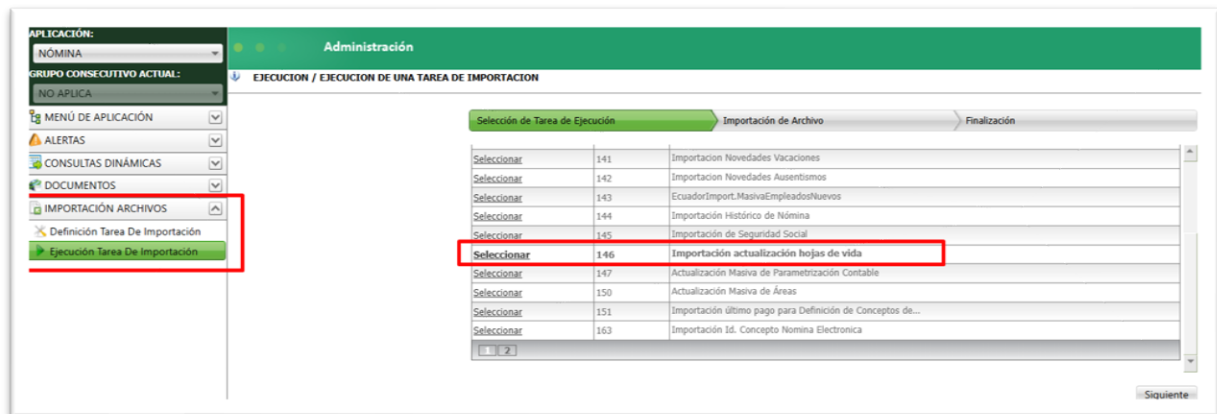 APLICACIÓN:
NÓMINA
Administración
GRUPO CONSECUTIVO ACTUAL:
NO APLICA
EJECUCION / EJECUCION DE UNA TAREA DE IMPORTACION
MENÚ DE APLICACIÓN
ALERTAS
CONSULTAS DINÁMICAS
DOCUMENTOS
IMPORTACIÓN ARCHIVOS
Definición Tarea De Importación
Ejecución Tarea De Importación
Selección de Tarea de Ejecución Importación de Archivo Finalización
Seleccionar 141 Importacion Novedades Vacaciones
Seleccionar 142 Importacion Novedades Ausentismos
Seleccionar 143 EcuadorImport.MasivaEmpleadosNuevos
Seleccionar 144 Importación Histórico de Nómina
Seleccionar 145 Importación de Seguridad Social
Seleccionar 146 Importación actualización hojas de vida
Seleccionar 147 Actualización Masiva de Parametrización Contable
Seleccionar 150 Actualización Masiva de Áreas
Seleccionar 151 Importación último pago para Definición de Conceptos de...
Seleccionar 163 Importación Id. Concepto Nomina Electronica
1 2
Siguiente